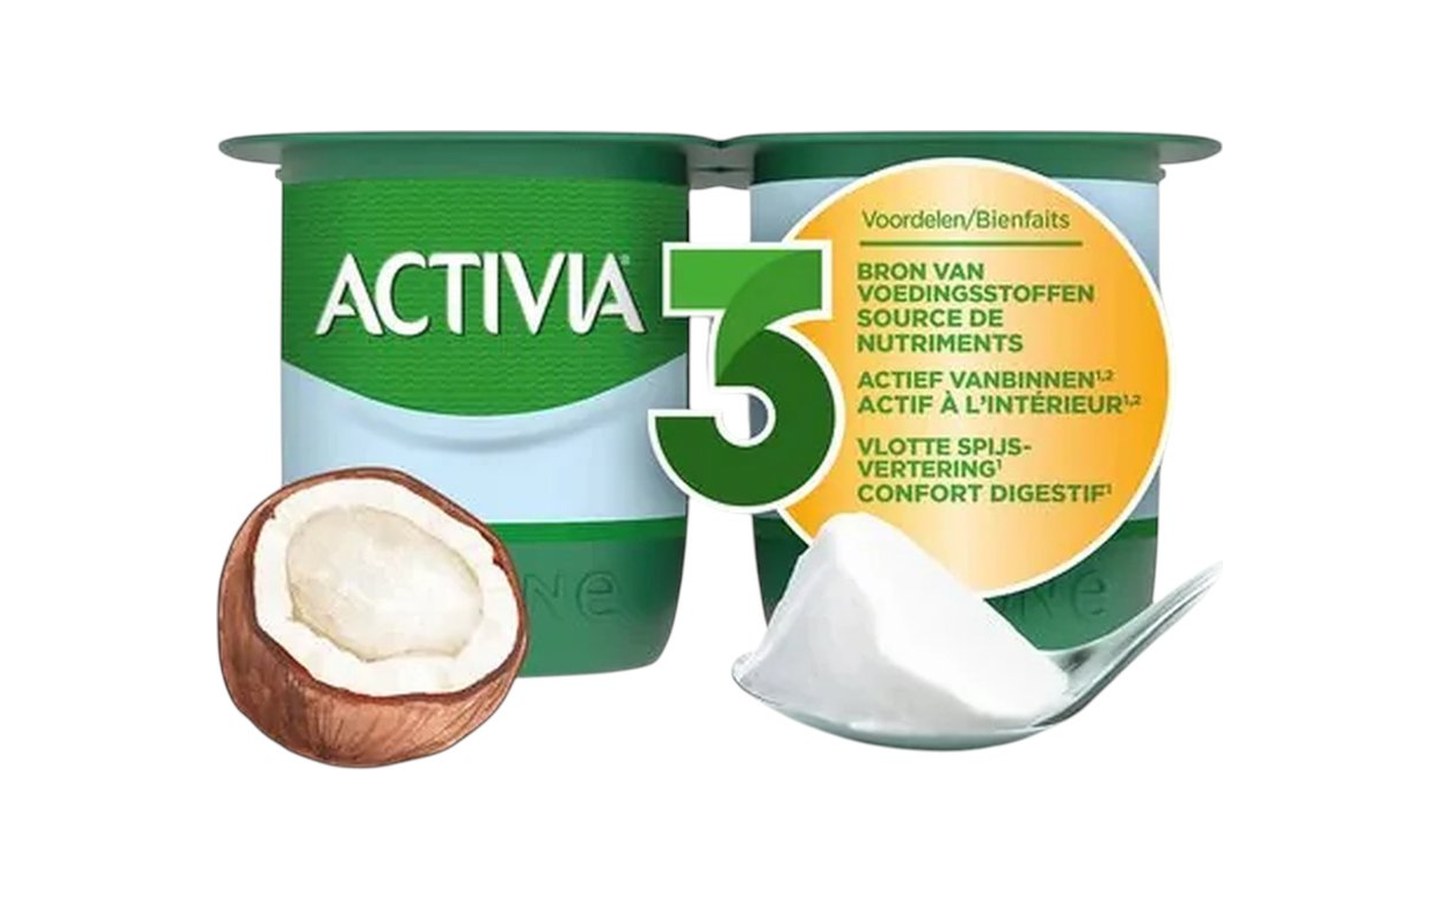 ACTIVIA®
3
Voordelen/Bienfaits
BRON VAN
VOEDINGSSTOFFEN
SOURCE DE
NUTRIMENTS
ACTIEF VANBINNEN¹,²
ACTIF À L'INTÉRIEUR¹,²
VLOTTE SPIJS-
VERTERING¹
CONFORT DIGESTIF¹